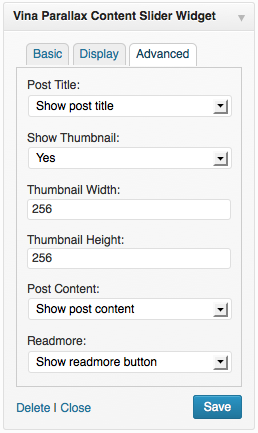 Vina Parallax Content Slider Widget
Basic Display Advanced
Post Title:
Show post title
Show Thumbnail:
Yes
Thumbnail Width:
256
Thumbnail Height:
256
Post Content:
Show post content
Readmore:
Show readmore button
Delete | Close Save